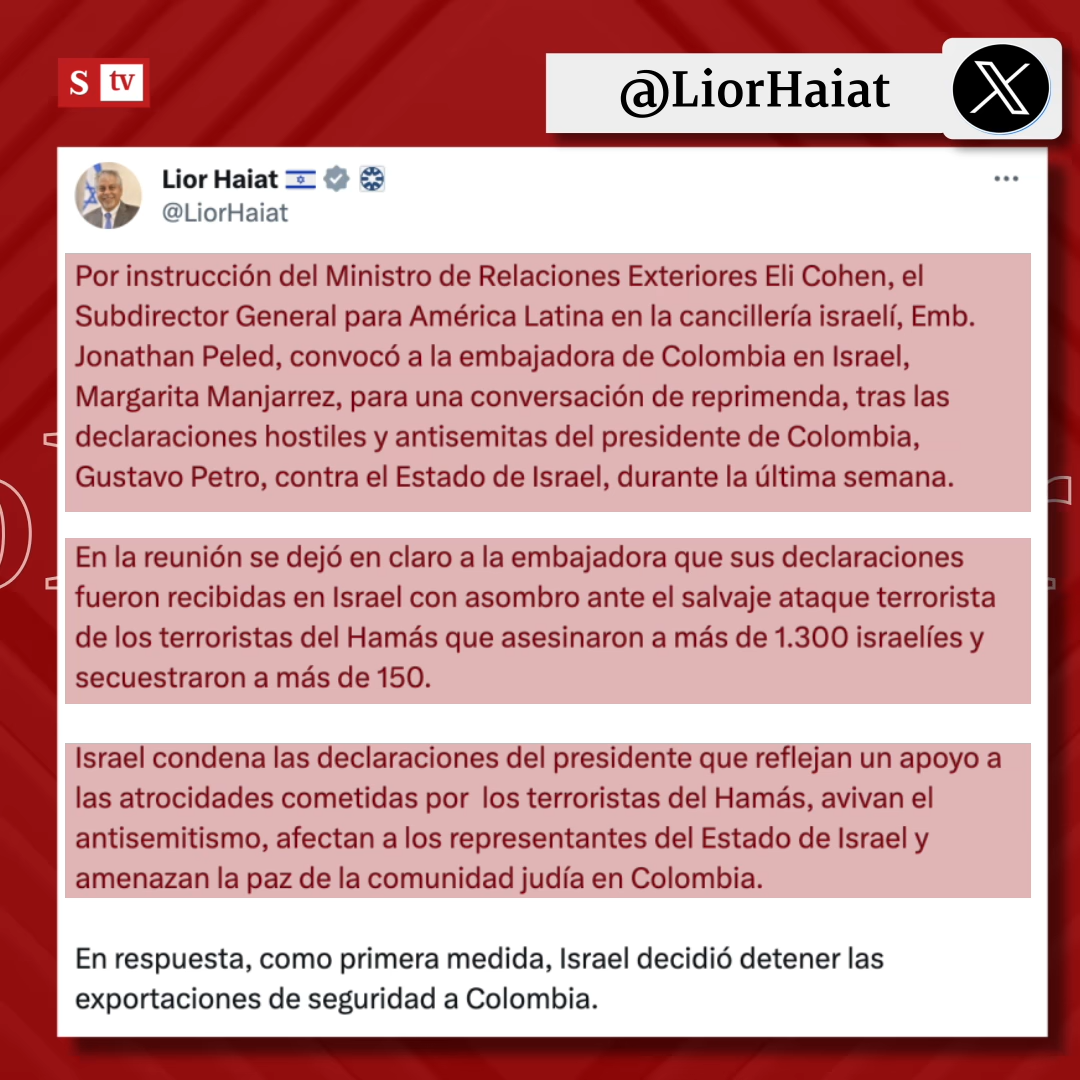 S tv
@LiorHaiat
Lior Haiat
@LiorHaiat
Por instrucción del Ministro de Relaciones Exteriores Eli Cohen, el
Subdirector General para América Latina en la cancillería israelí, Emb.
Jonathan Peled, convocó a la embajadora de Colombia en Israel,
Margarita Manjarrez, para una conversación de reprimenda, tras las
declaraciones hostiles y antisemitas del presidente de Colombia,
Gustavo Petro, contra el Estado de Israel, durante la última semana.
En la reunión se dejó en claro a la embajadora que sus declaraciones
fueron recibidas en Israel con asombro ante el salvaje ataque terrorista
de los terroristas del Hamás que asesinaron a más de 1.300 israelíes y
secuestraron a más de 150.
Israel condena las declaraciones del presidente que reflejan un apoyo a
las atrocidades cometidas por  los terroristas del Hamás, avivan el
antisemitismo, afectan a los representantes del Estado de Israel y
amenazan la paz de la comunidad judía en Colombia.
En respuesta, como primera medida, Israel decidió detener las
exportaciones de seguridad a Colombia.